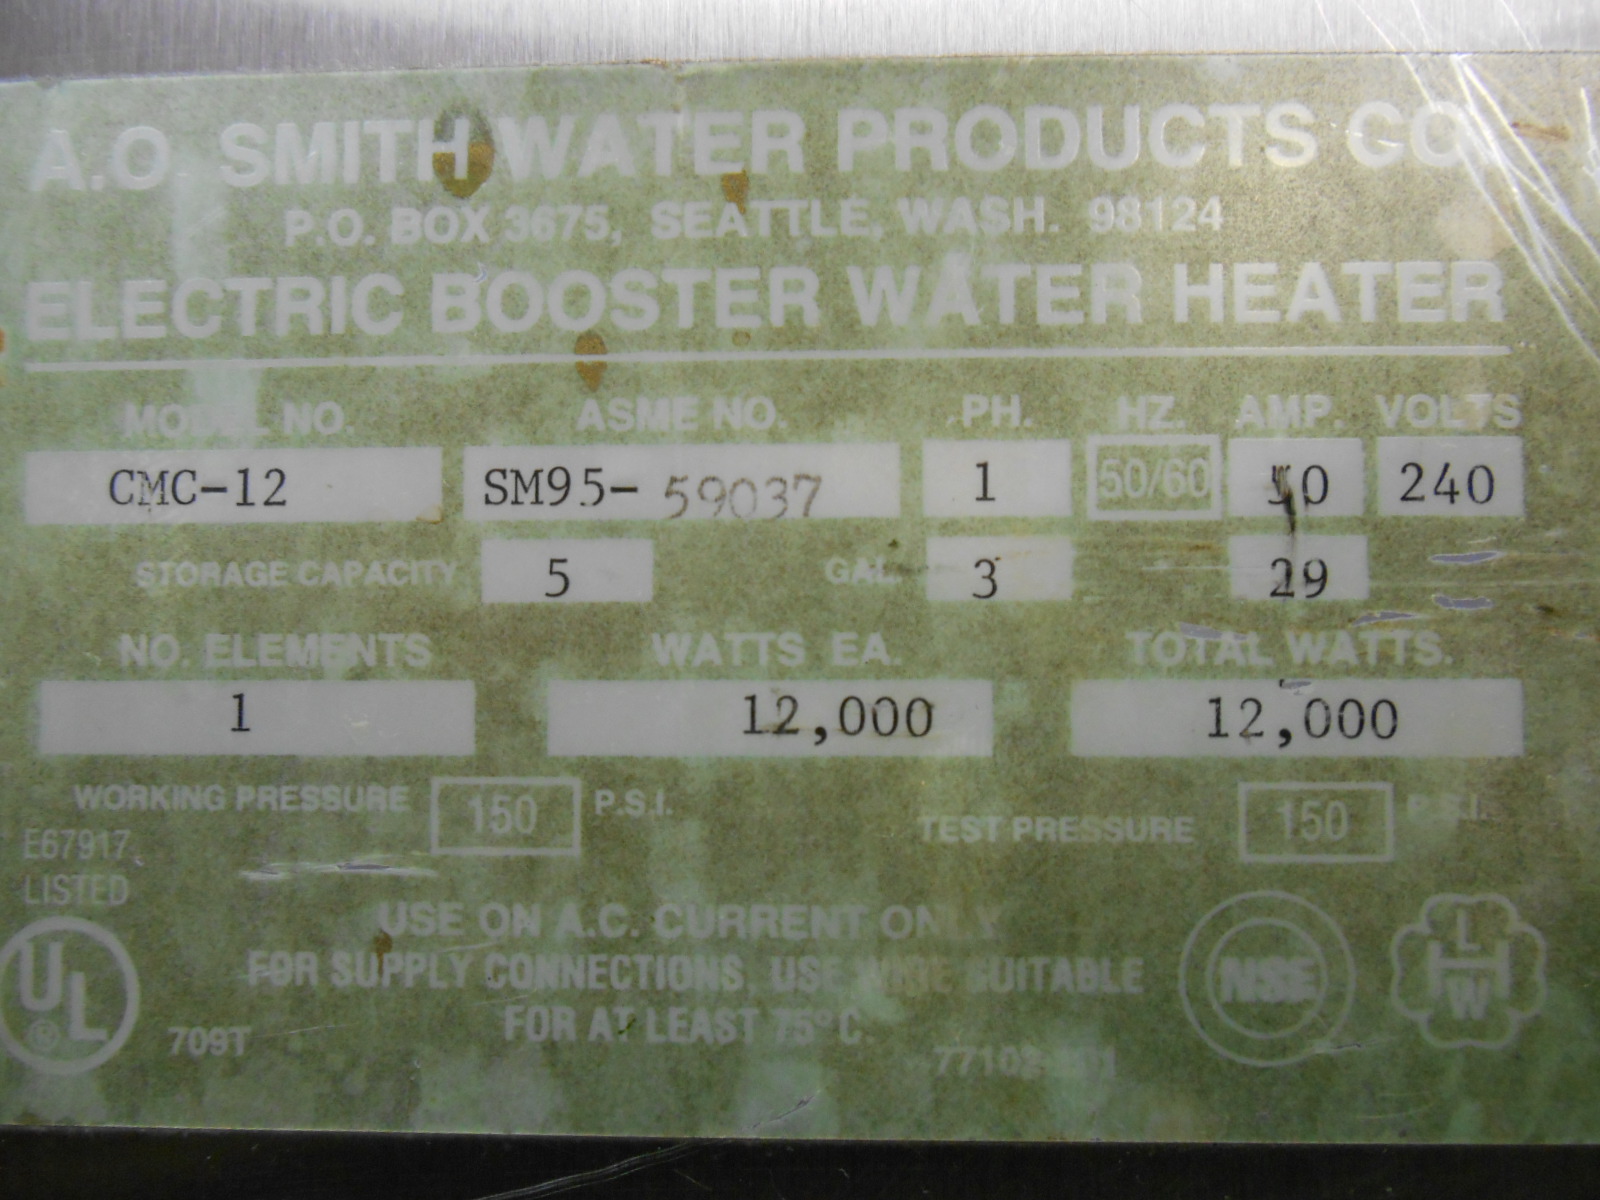 A.O. SMITH WATER PRODUCTS CO.
P.O. BOX 3675, SEATTLE, WASH. 98124
ELECTRIC BOOSTER WATER HEATER
MODEL NO. ASME NO. PH. HZ. AMP. VOLTS
CMC-12 SM95- 59037 1 50/60 50 240
STORAGE CAPACITY 5 GAL. 3 29
NO. ELEMENTS WATTS EA. TOTAL WATTS.
1 12,000 12,000
WORKING PRESSURE 150 P.S.I. TEST PRESSURE 150 P.S.I.
E67917
LISTED
USE ON A.C. CURRENT ONLY
FOR SUPPLY CONNECTIONS, USE WIRE SUITABLE
FOR AT LEAST 75°C.
UL ®
709T
NSF
L
H
W